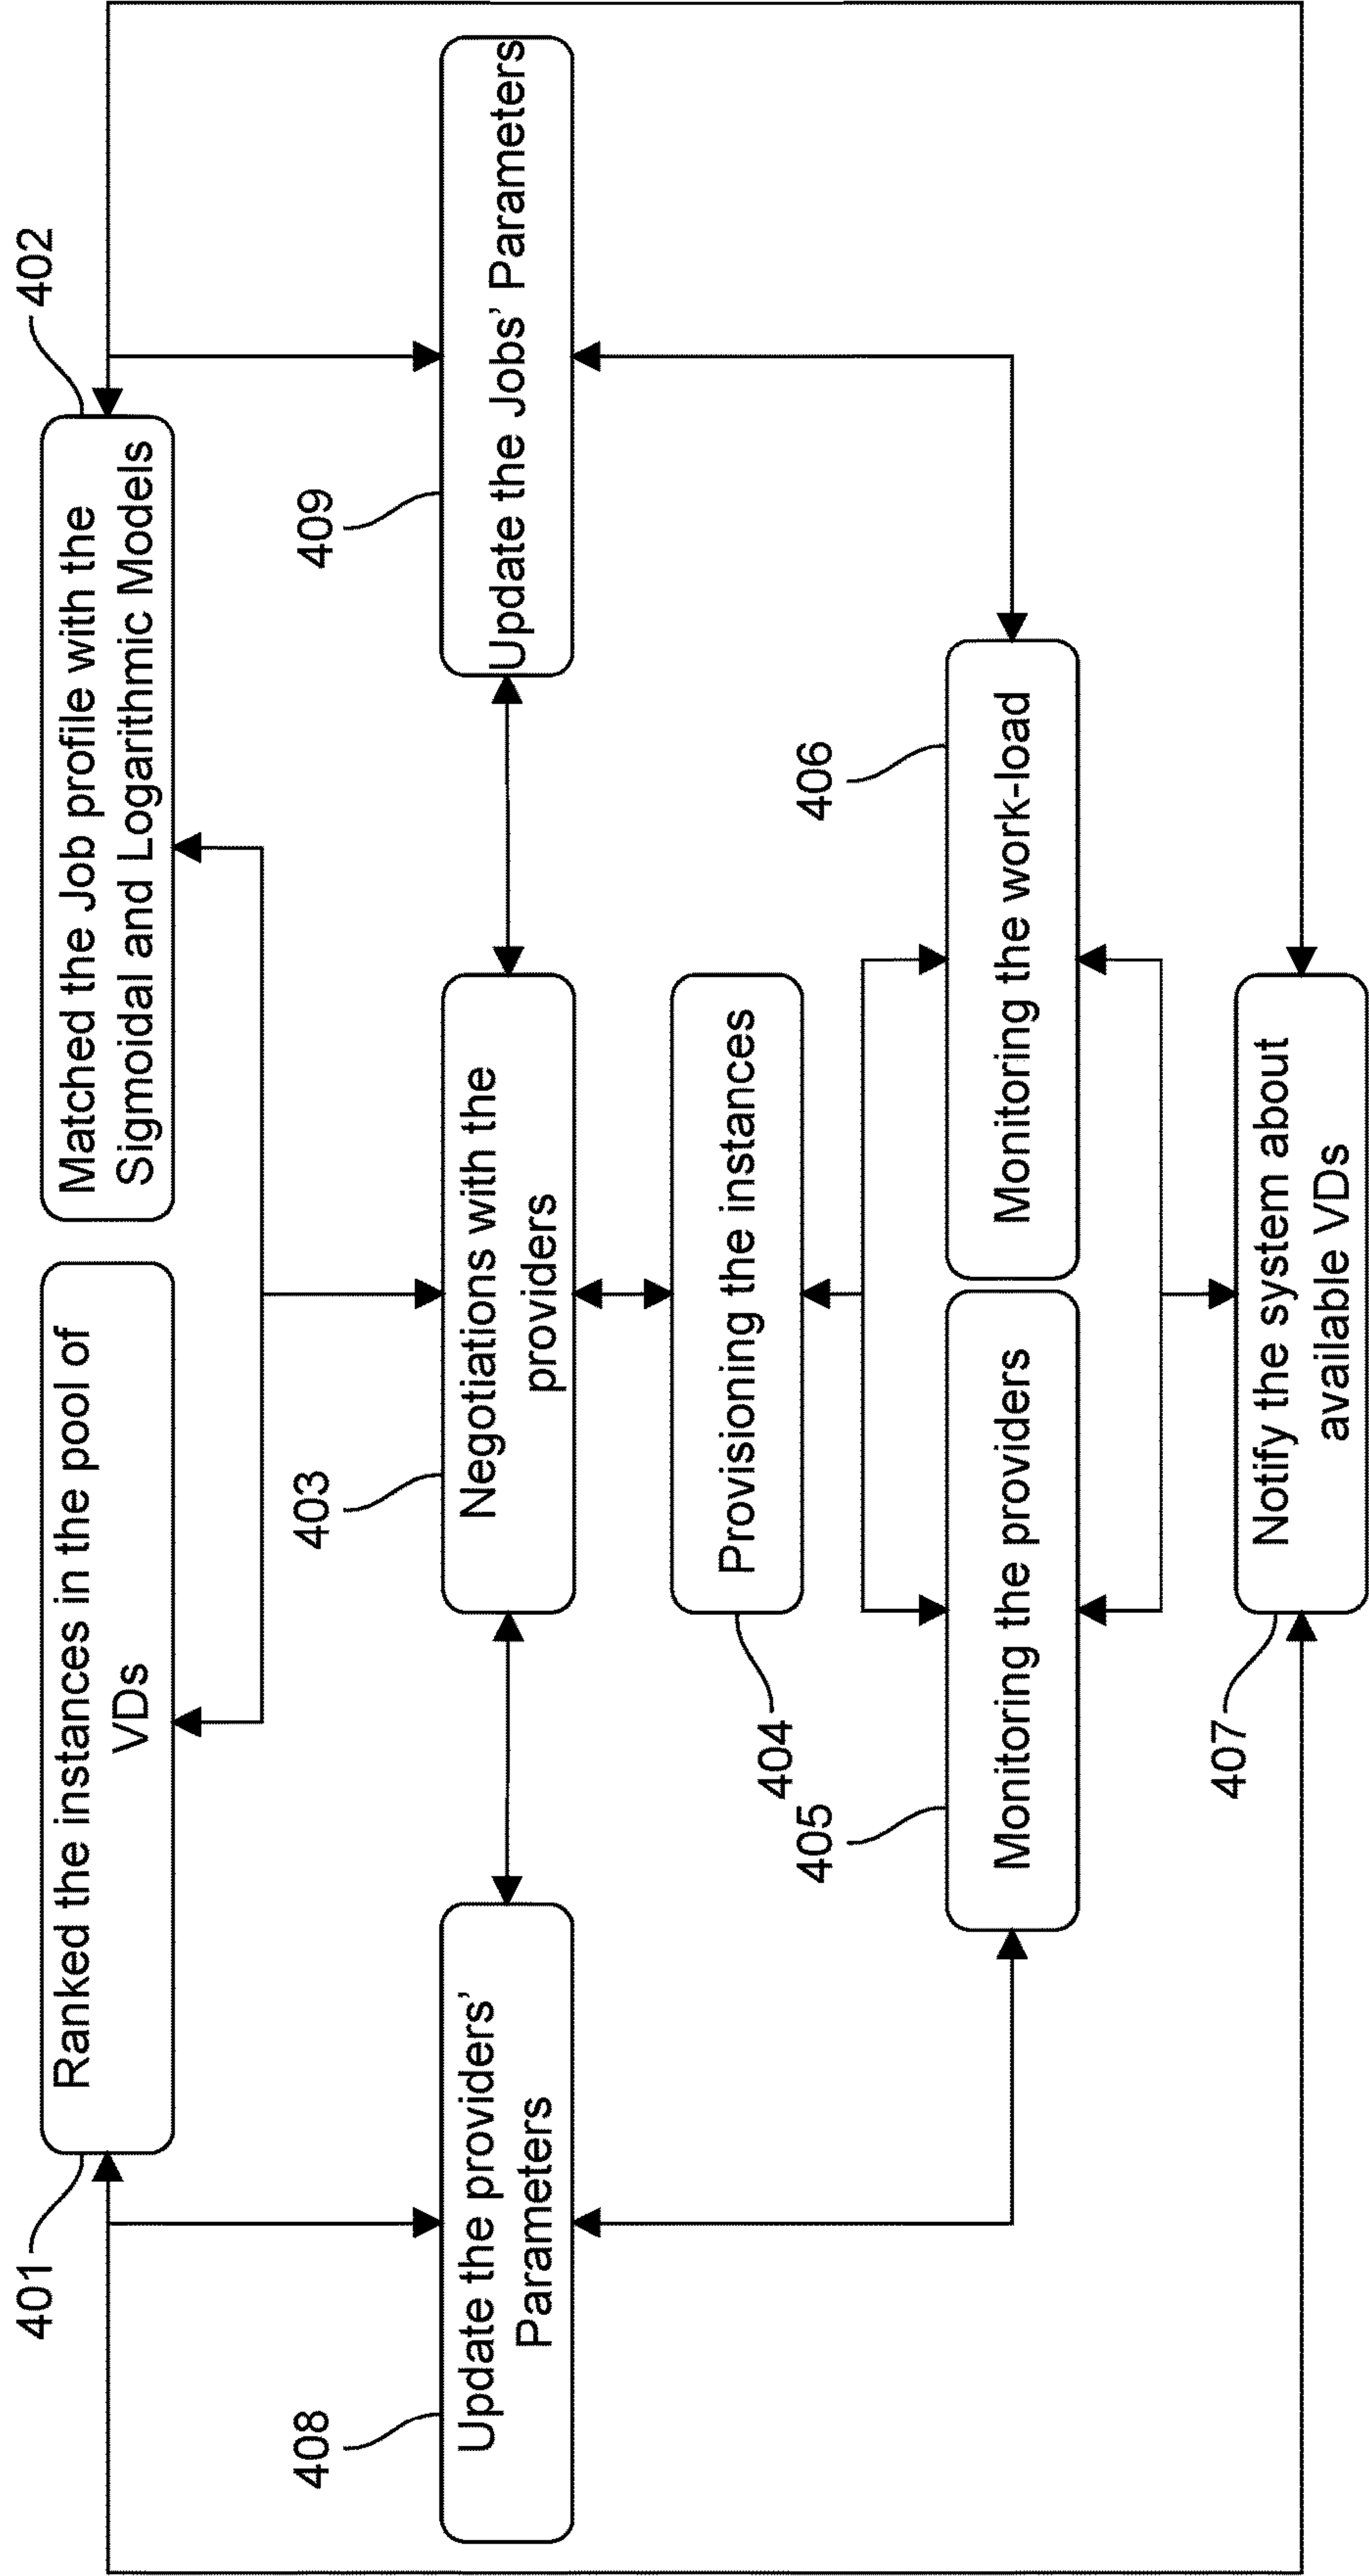 401
Ranked the instances in the pool of
VDs
402
Matched the Job profile with the
Sigmoidal and Logarithmic Models
408
Update the providers'
Parameters
403
Negotiations with the
providers
409
Update the Jobs' Parameters
404
Provisioning the instances
405
Monitoring the providers
406
Monitoring the work-load
407
Notify the system about
available VDs